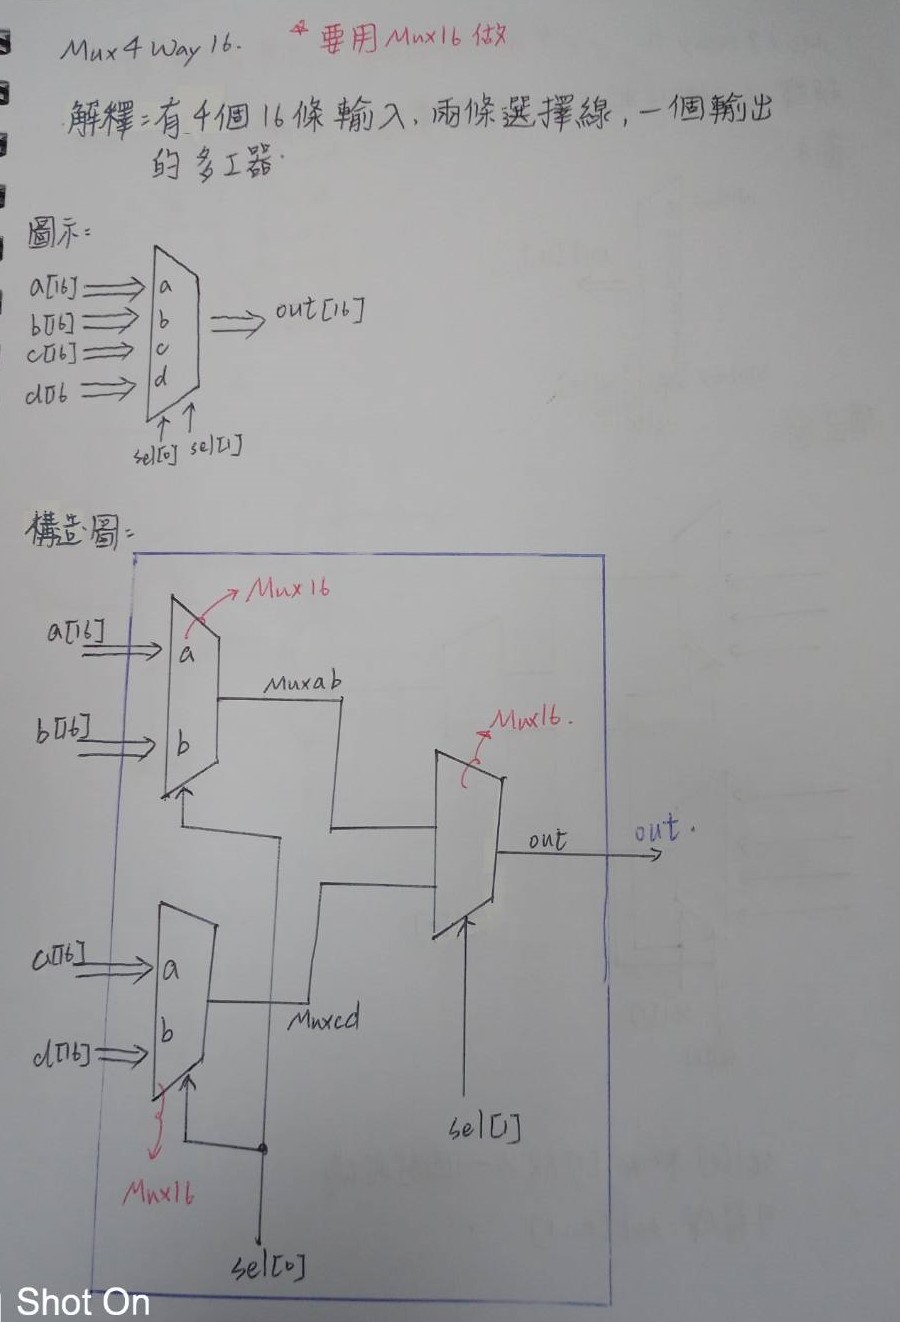 Mux4Way16. *要用Mux16做
解釋=有4個16條輸入,兩條選擇線,一個輸出
的多工器.
圖示=
a[16]
b[16]
c[16]
d[16
a
b
c
d
out[16]
sel[0] sel[1]
構造圖=
Mux16
a[16]
a
b[16]
b
Muxab
Mux16.
out
out.
c[16]
a
d[16]
b
Muxcd
Mux16
sel[1]
sel[0]
Shot On